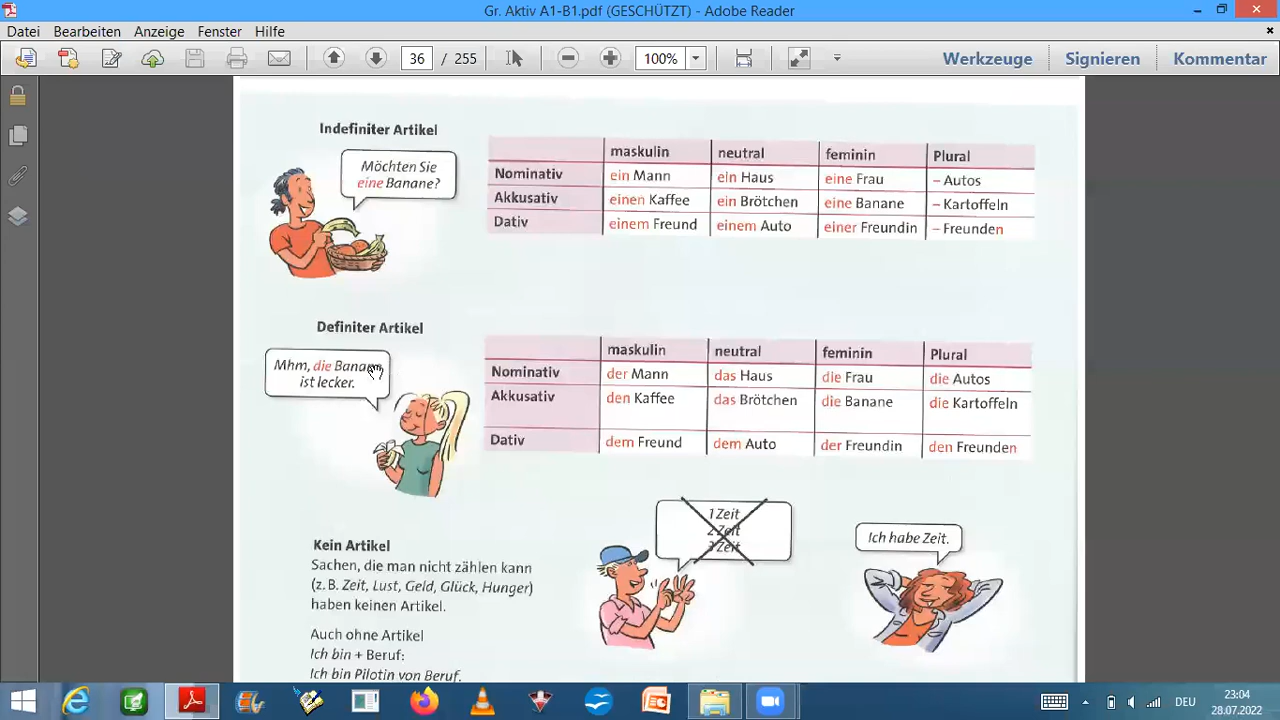 Gr. Aktiv A1-B1.pdf (GESCHÜTZT) - Adobe Reader
Datei Bearbeiten Anzeige Fenster Hilfe
36 / 255 100% Werkzeuge Signieren Kommentar
Indefiniter Artikel
Möchten Sie
eine Banane?
maskulin neutral feminin Plural
Nominativ ein Mann ein Haus eine Frau – Autos
Akkusativ einen Kaffee ein Brötchen eine Banane – Kartoffeln
Dativ einem Freund einem Auto einer Freundin – Freunden
Definiter Artikel
Mhm, die Banane
ist lecker.
maskulin neutral feminin Plural
Nominativ der Mann das Haus die Frau die Autos
Akkusativ den Kaffee das Brötchen die Banane die Kartoffeln
Dativ dem Freund dem Auto der Freundin den Freunden
1 Zeit
2 Zeit
3 Zeit
Ich habe Zeit.
Kein Artikel
Sachen, die man nicht zählen kann
(z. B. Zeit, Lust, Geld, Glück, Hunger)
haben keinen Artikel.
Auch ohne Artikel
Ich bin + Beruf:
Ich bin Pilotin von Beruf.
DEU
23:04
28.07.2022